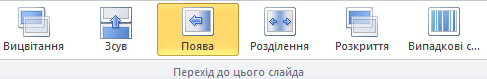 Вицвітання Зсув Поява Розділення Розкриття Випадкові с...
Перехід до цього слайда